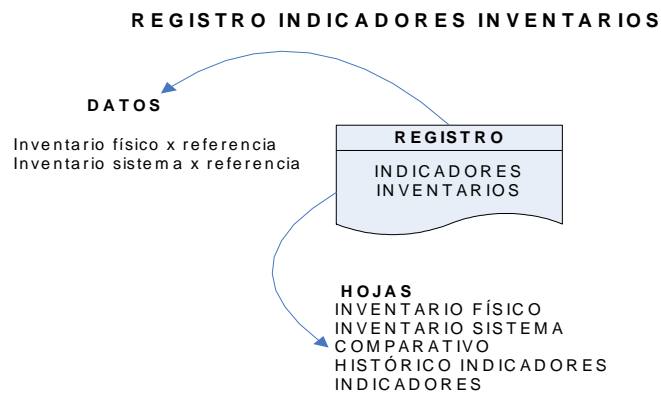 REGISTRO INDICADORES INVENTARIOS
DATOS
Inventario físico x referencia
Inventario sistema x referencia
REGISTRO
INDICADORES
INVENTARIOS
HOJAS
INVENTARIO FÍSICO
INVENTARIO SISTEMA
COMPARATIVO
HISTÓRICO INDICADORES
INDICADORES